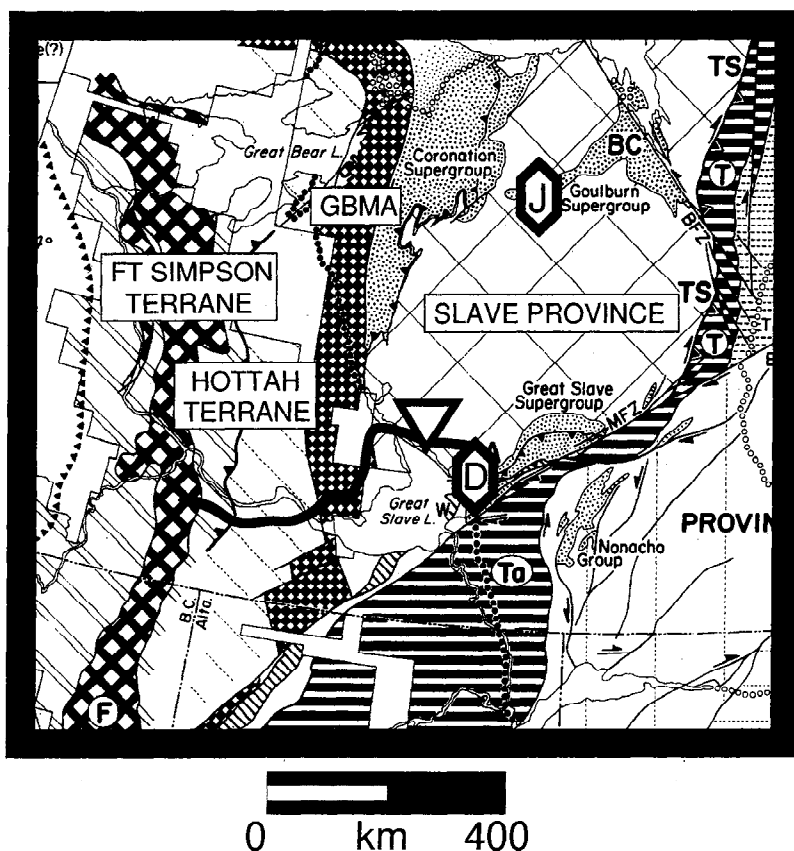 e(?)
TS
Great Bear L.
Coronation
Supergroup
BC
J
Goulburn
Supergroup
T
GBMA
BFZ
FT SIMPSON
TERRANE
TS
SLAVE PROVINCE
T
HOTTAH
TERRANE
Great Slave
Supergroup
MFZ
D
Great
Slave L.
W
PROVIN
Nonacho
Group
Ta
B.C.
Alta.
F
0 km 400